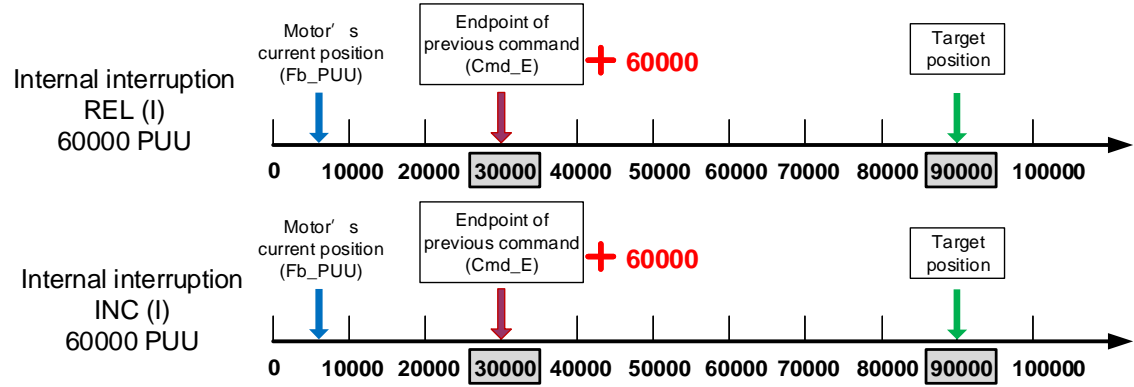 Internal interruption
REL (I)
60000 PUU
Motor’ s
current position
(Fb_PUU)
Endpoint of
previous command
(Cmd_E)
+ 60000
Target
position
0 10000 20000 30000 40000 50000 60000 70000 80000 90000 100000
Internal interruption
INC (I)
60000 PUU
Motor’ s
current position
(Fb_PUU)
Endpoint of
previous command
(Cmd_E)
+ 60000
Target
position
0 10000 20000 30000 40000 50000 60000 70000 80000 90000 100000